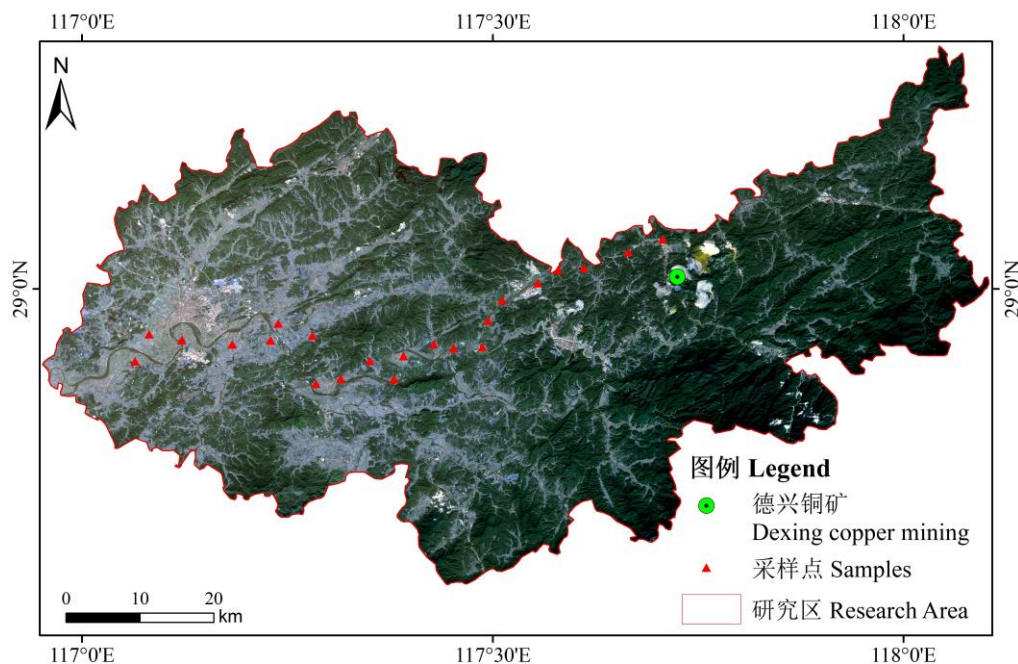 117°0'E 117°30'E 118°0'E
N
29°0'N 29°0'N
图例 Legend
德兴铜矿
Dexing copper mining
采样点 Samples
研究区 Research Area
0 10 20
km
117°0'E 117°30'E 118°0'E